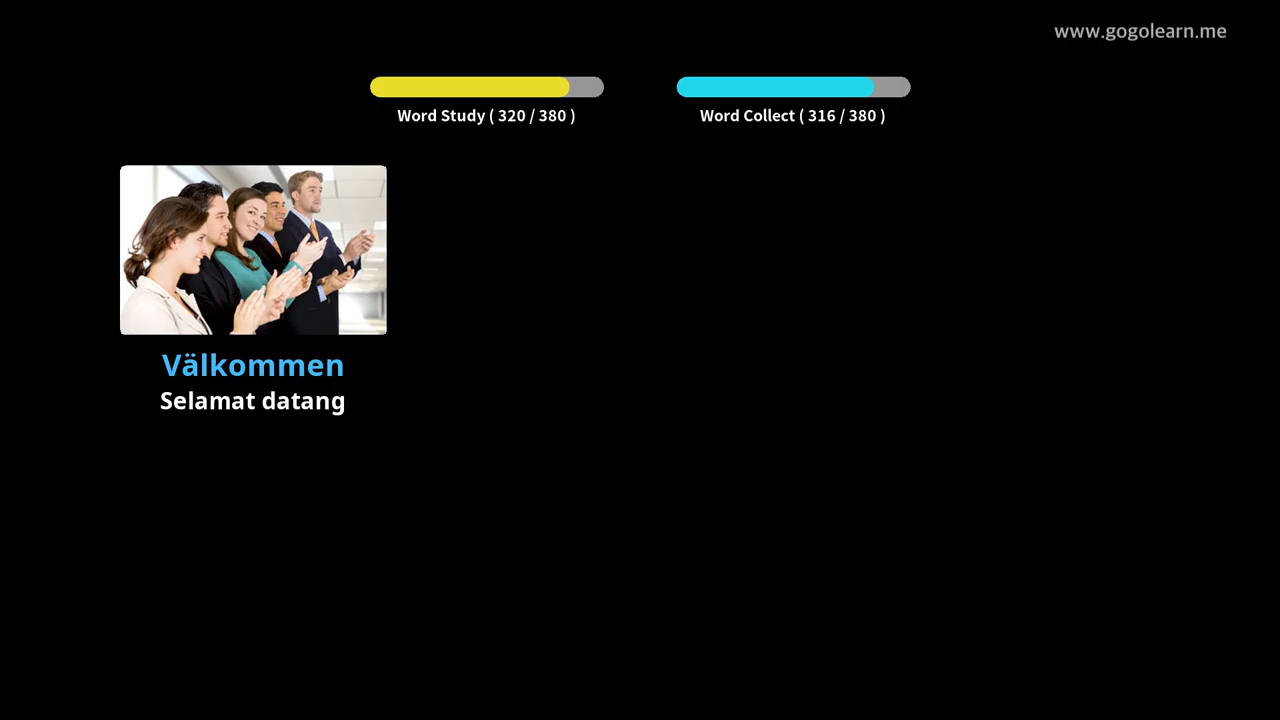 www.gogolearn.me
Word Study ( 320 / 380 )
Word Collect ( 316 / 380 )
Välkommen
Selamat datang